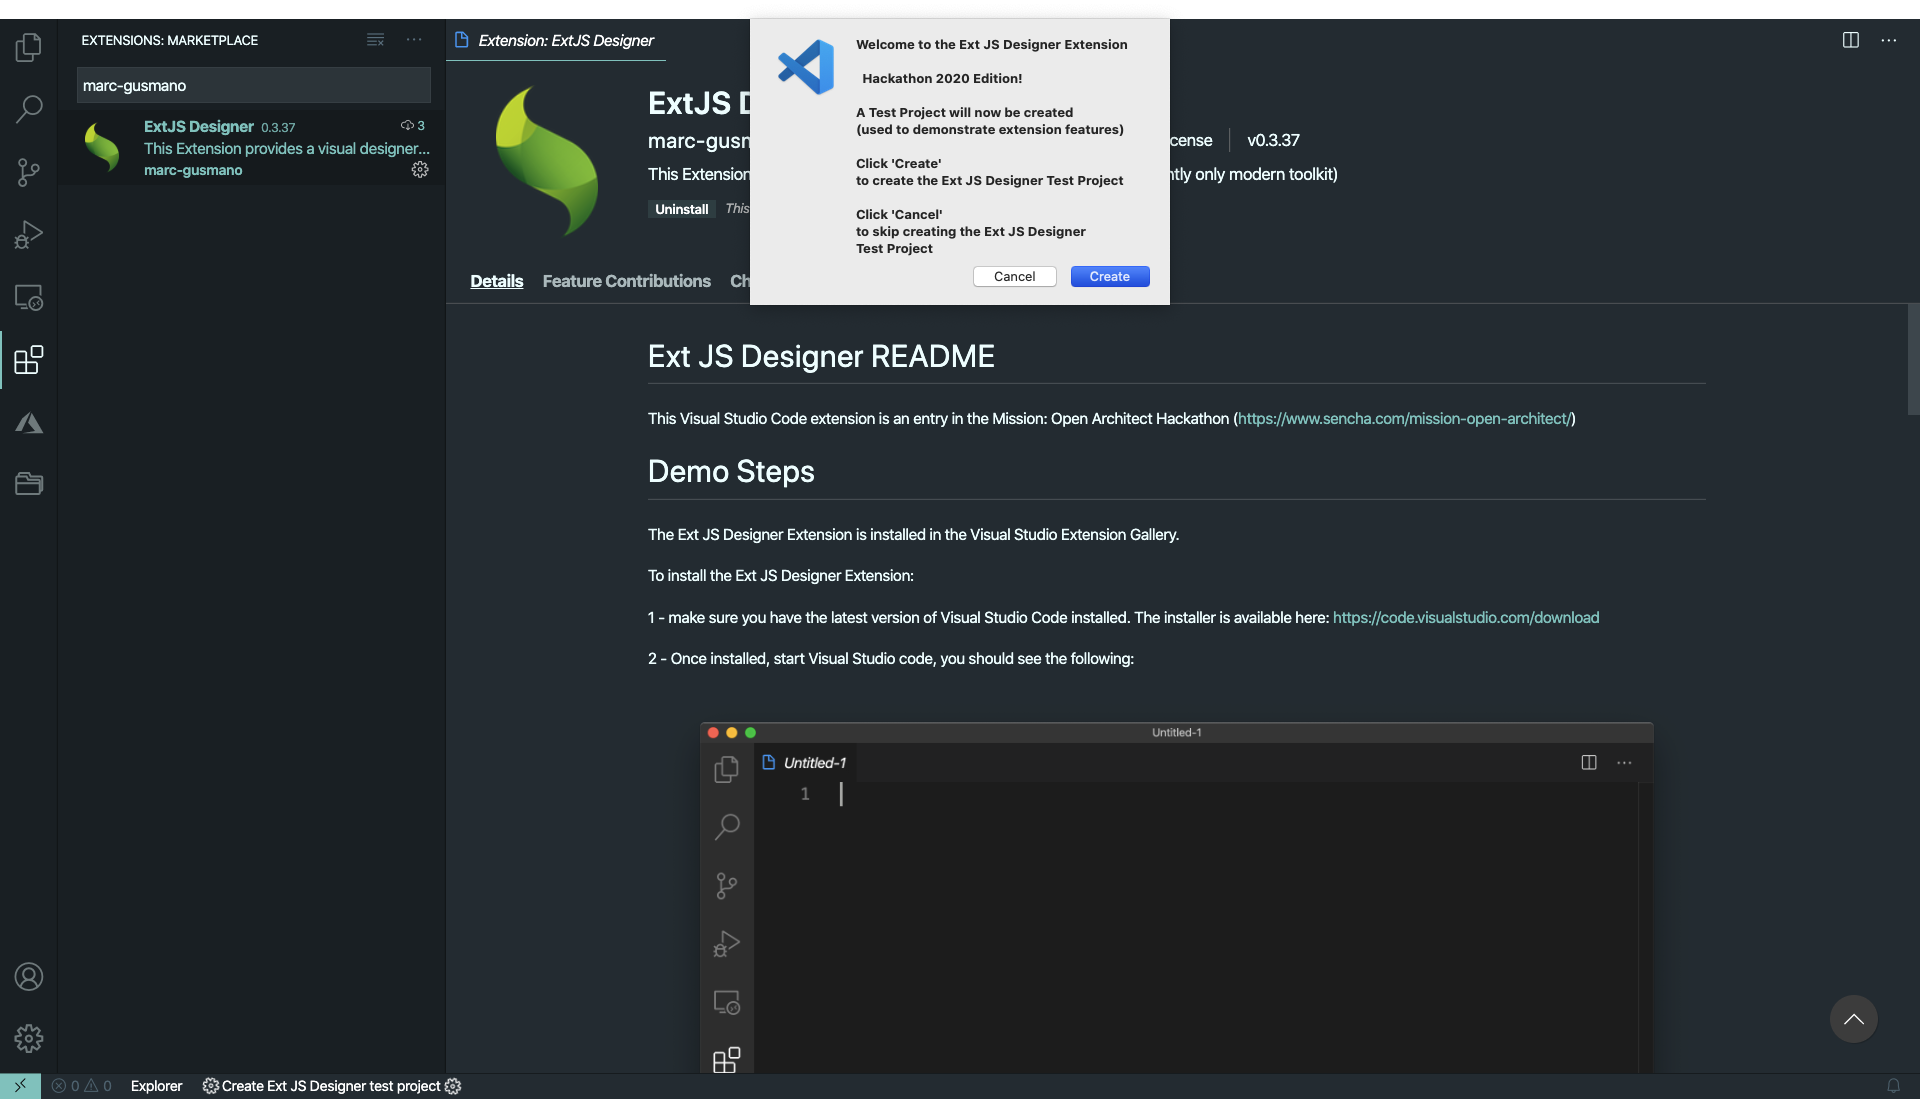 EXTENSIONS: MARKETPLACE
marc-gusmano
ExtJS Designer 0.3.37 3
This Extension provides a visual designer...
marc-gusmano
Extension: ExtJS Designer
ExtJS
marc-gusm
cense v0.3.37
This Extension
ntly only modern toolkit)
Uninstall This
Details Feature Contributions Ch
Welcome to the Ext JS Designer Extension
Hackathon 2020 Edition!
A Test Project will now be created
(used to demonstrate extension features)
Click 'Create'
to create the Ext JS Designer Test Project
Click 'Cancel'
to skip creating the Ext JS Designer
Test Project
Cancel Create
Ext JS Designer README
This Visual Studio Code extension is an entry in the Mission: Open Architect Hackathon (https://www.sencha.com/mission-open-architect/)
Demo Steps
The Ext JS Designer Extension is installed in the Visual Studio Extension Gallery.
To install the Ext JS Designer Extension:
1 - make sure you have the latest version of Visual Studio Code installed. The installer is available here: https://code.visualstudio.com/download
2 - Once installed, start Visual Studio code, you should see the following:
Untitled-1
Untitled-1
1
0 0 Explorer Create Ext JS Designer test project